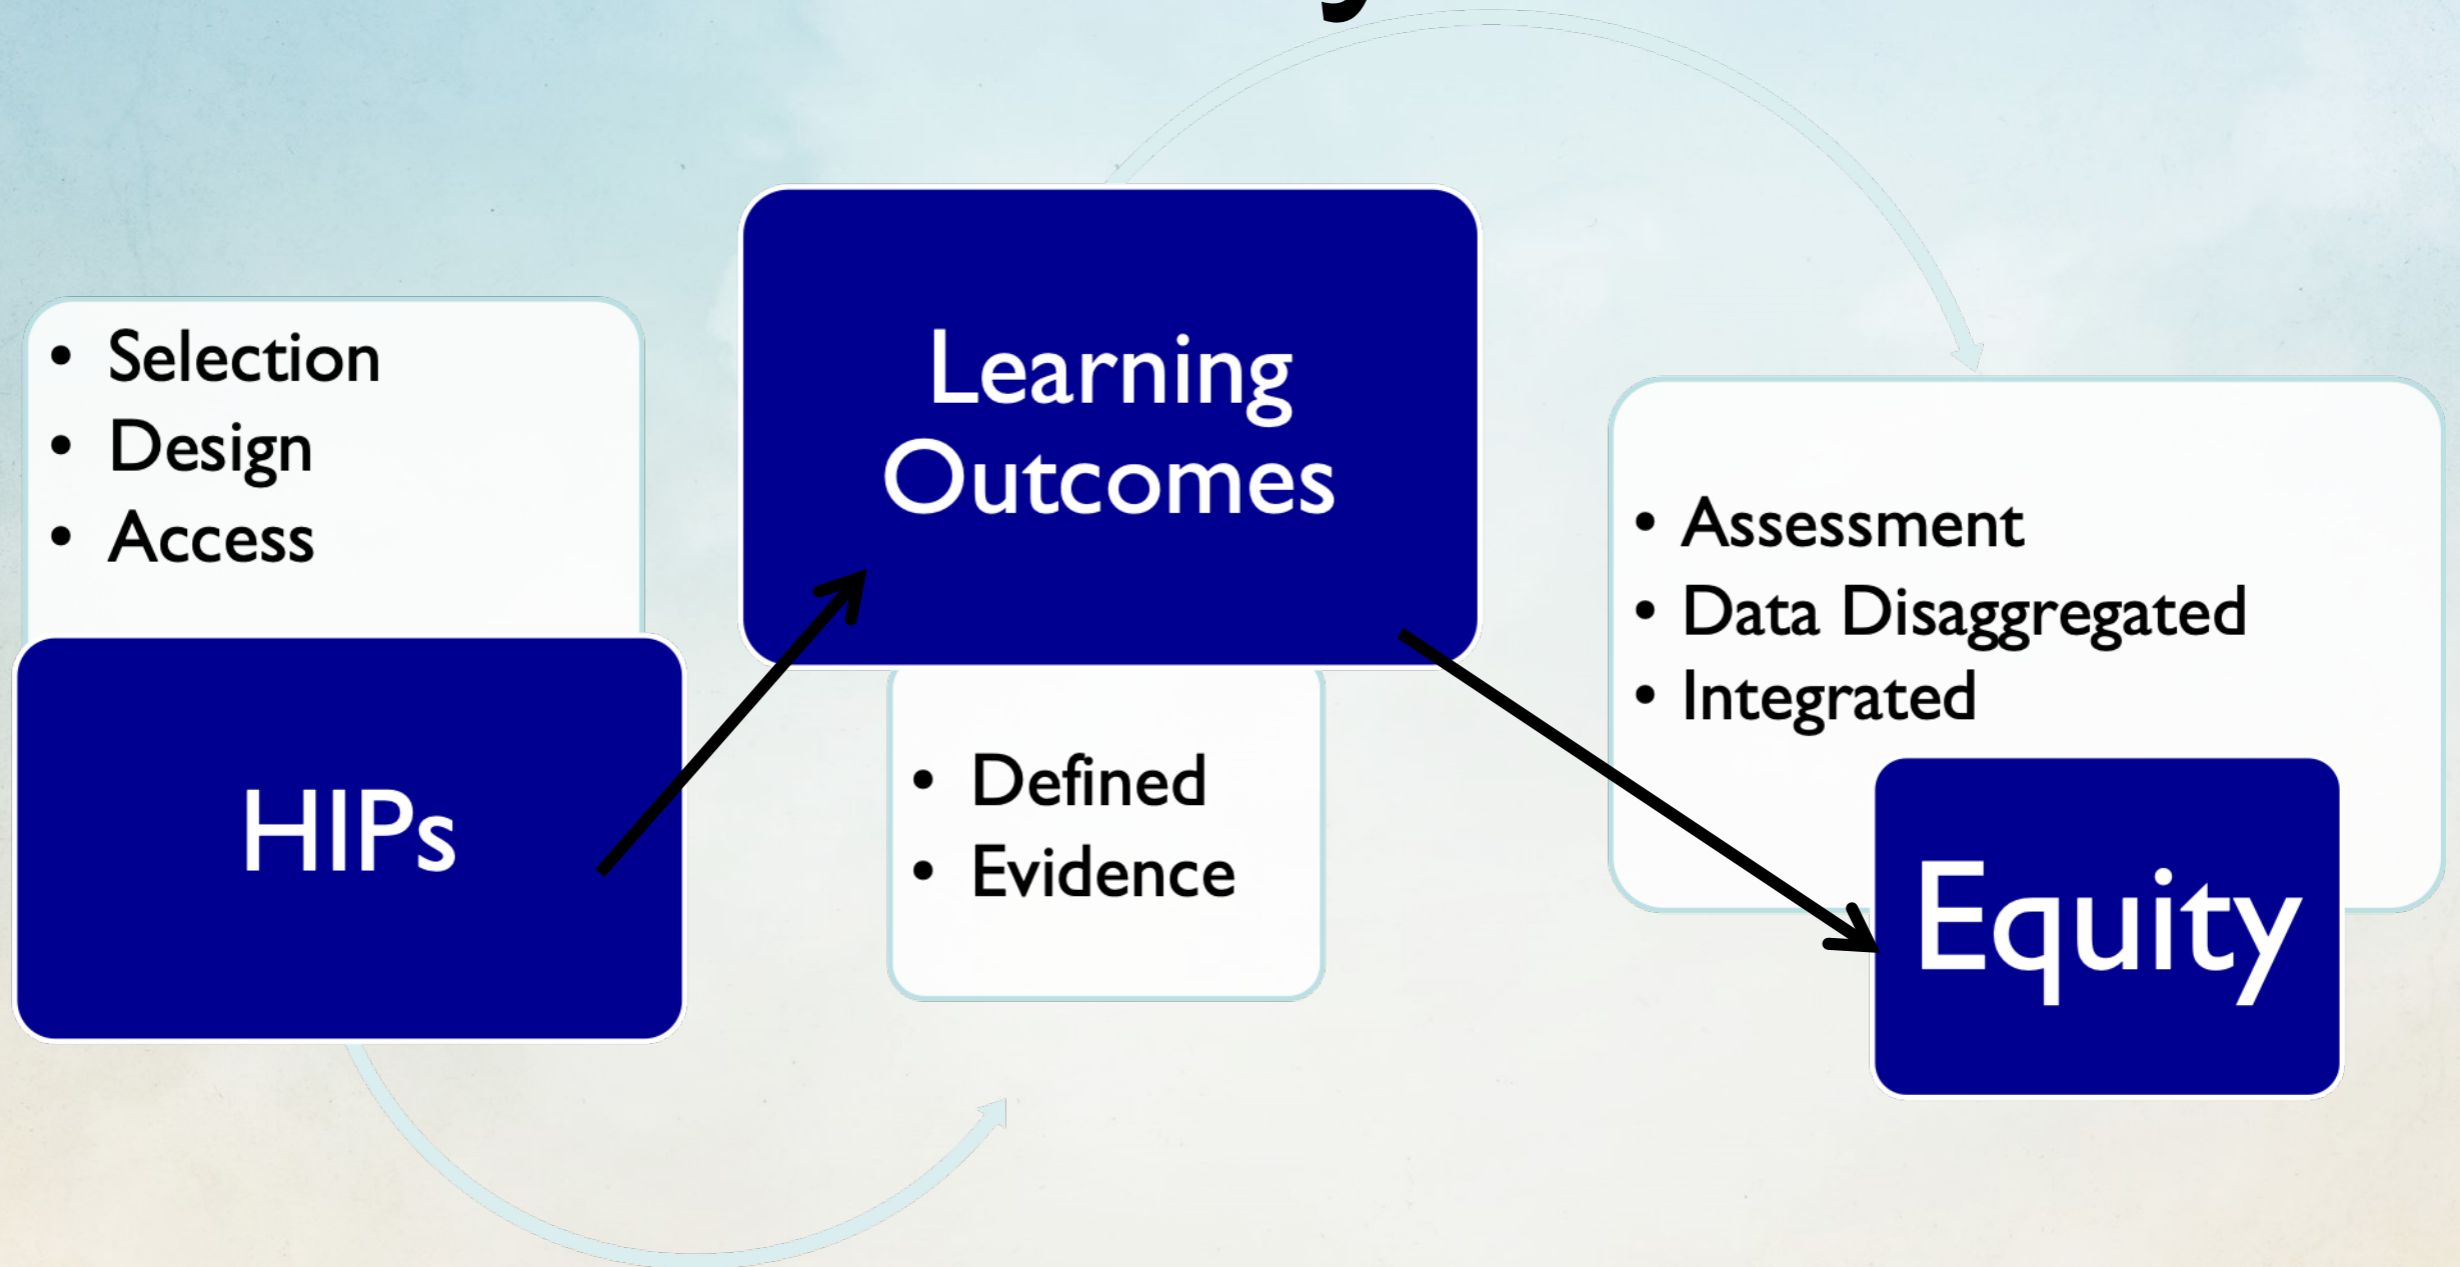 • Selection
• Design
• Access
HIPs
Learning
Outcomes
• Defined
• Evidence
• Assessment
• Data Disaggregated
• Integrated
Equity